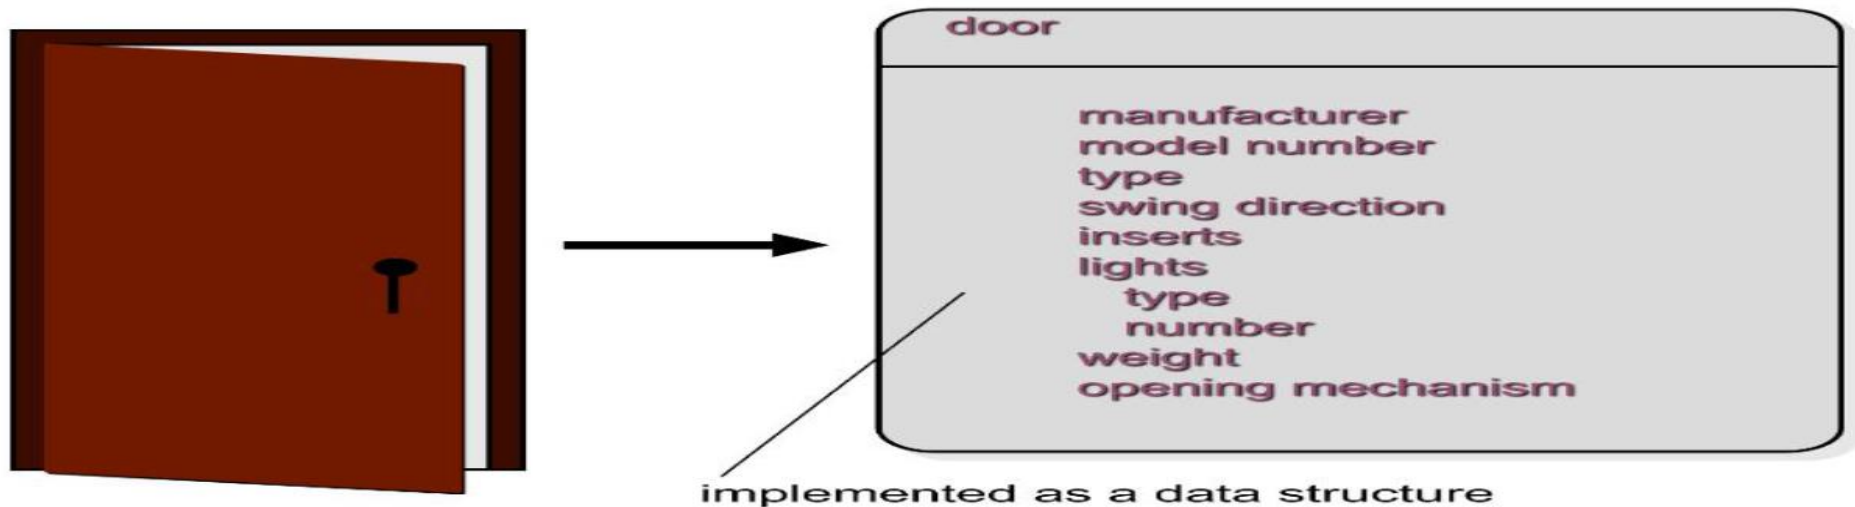 door
manufacturer
model number
type
swing direction
inserts
lights
type
number
weight
opening mechanism
implemented as a data structure